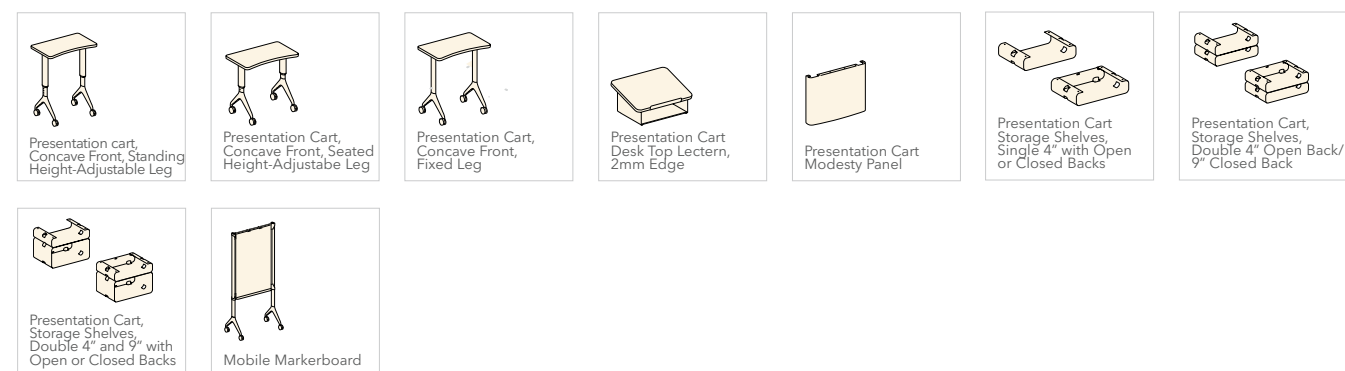 Presentation cart,
Concave Front, Standing
Height-Adjustable Leg
Presentation Cart,
Concave Front, Seated
Height-Adjustabe Leg
Presentation Cart,
Concave Front,
Fixed Leg
Presentation Cart
Desk Top Lectern,
2mm Edge
Presentation Cart
Modesty Panel
Presentation Cart
Storage Shelves,
Single 4" with Open
or Closed Backs
Presentation Cart,
Storage Shelves,
Double 4" Open Back/
9" Closed Back
Presentation Cart,
Storage Shelves,
Double 4" and 9" with
Open or Closed Backs
Mobile Markerboard